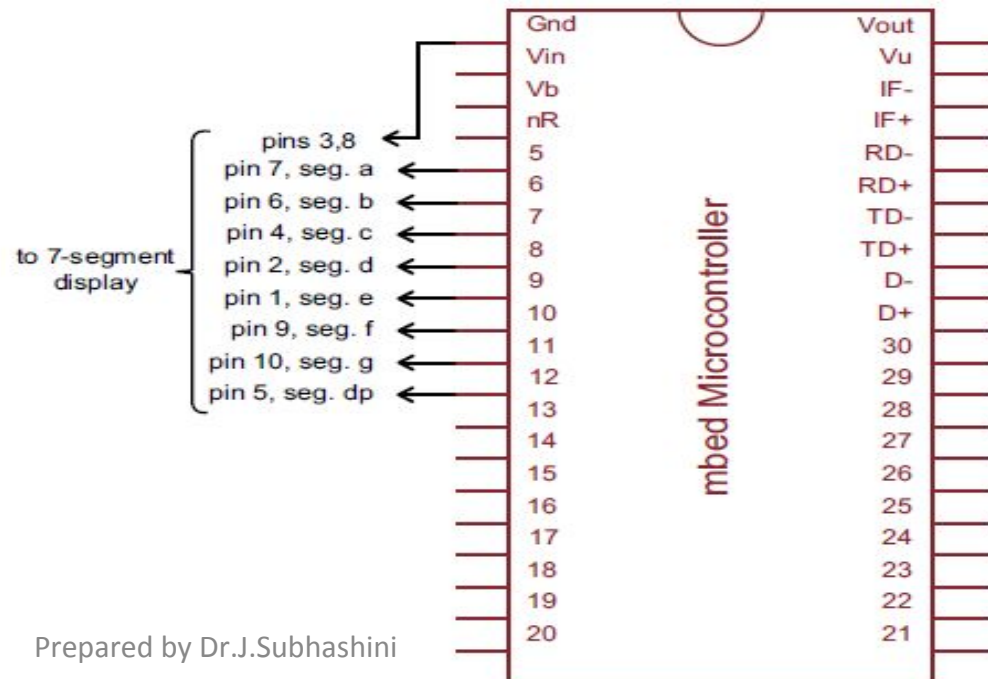 Gnd Vout
Vin Vu
Vb IF-
nR IF+
pins 3,8
5 RD-
pin 7, seg. a
6 RD+
pin 6, seg. b
7 TD-
pin 4, seg. c
8 TD+
to 7-segment
display
pin 2, seg. d
9 D-
pin 1, seg. e
10 D+
pin 9, seg. f
11 30
pin 10, seg. g
12 29
pin 5, seg. dp
13 28
14 27
15 26
16 25
17 24
18 23
19 22
20 21
mbed Microcontroller
Prepared by Dr.J.Subhashini